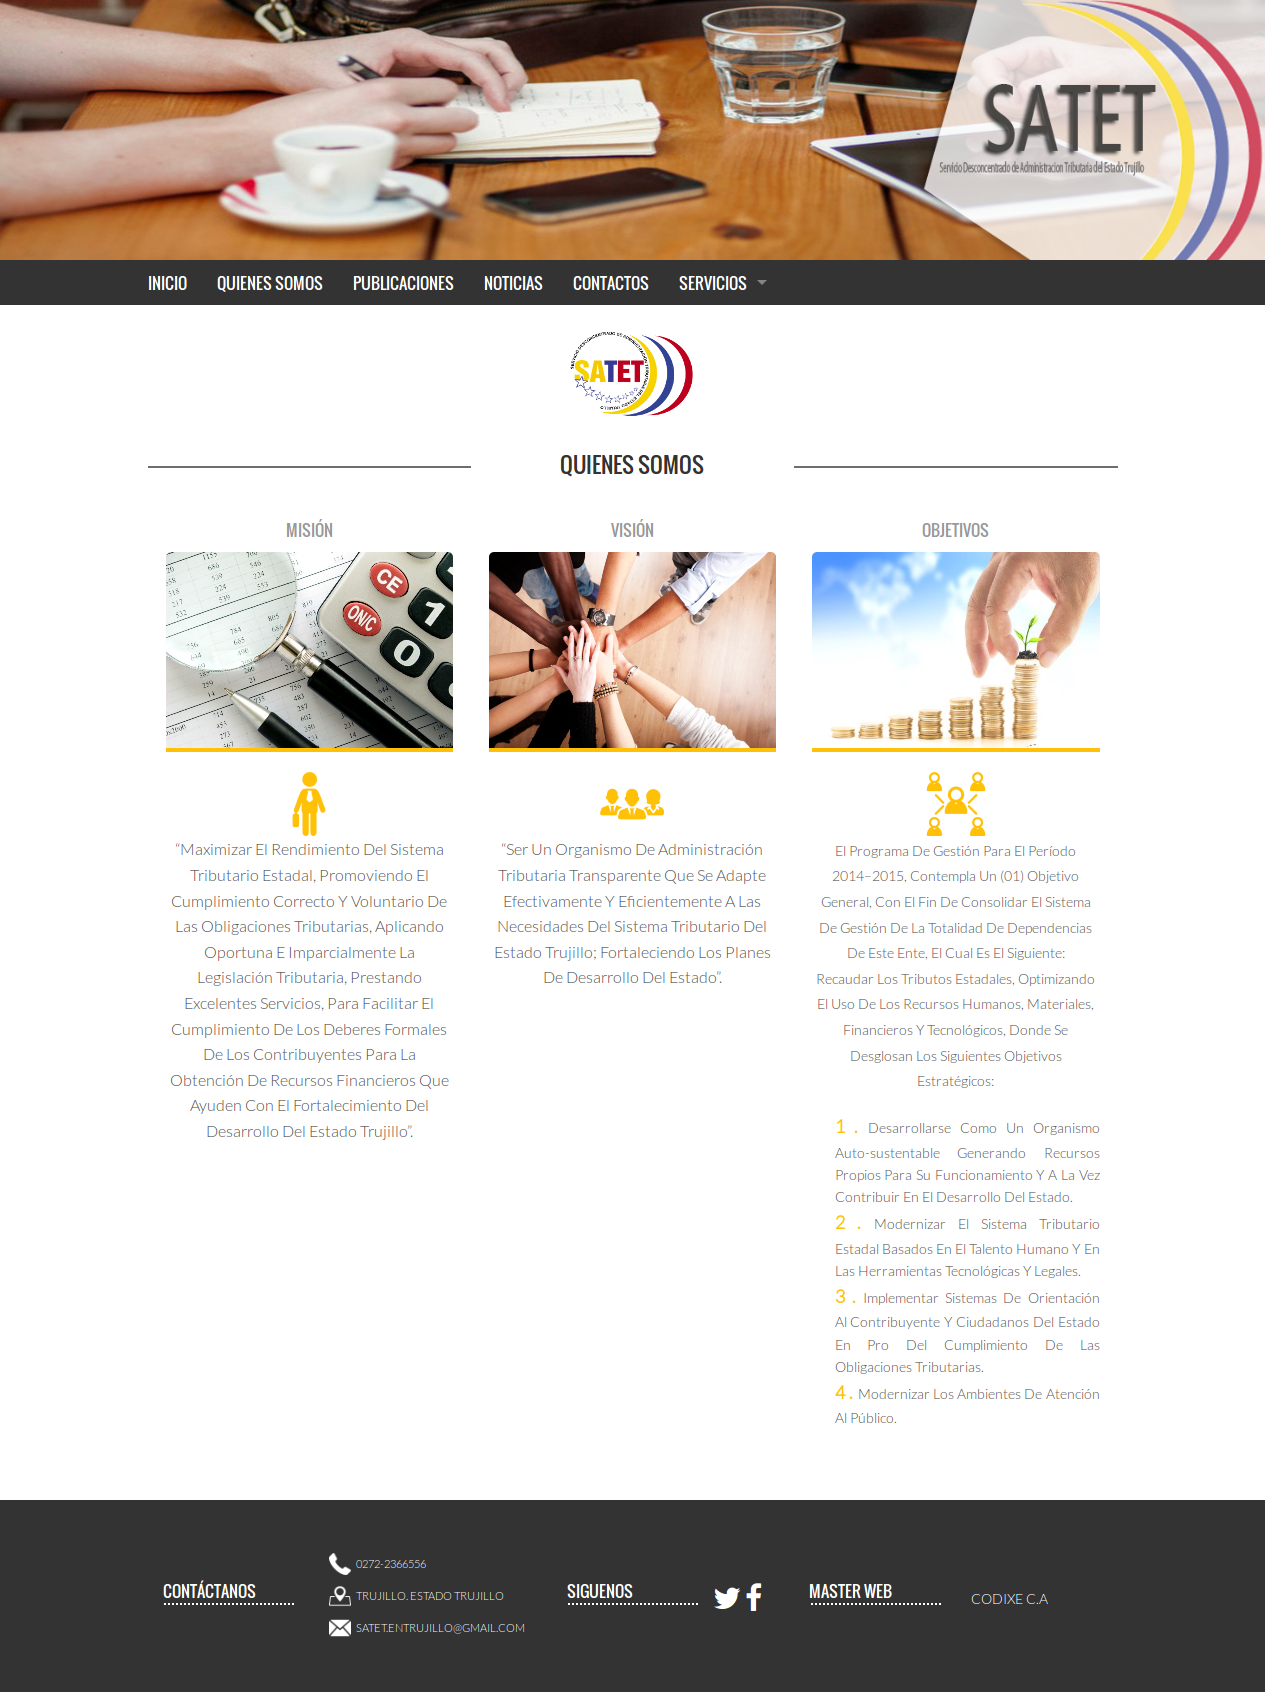 SATET
Servicio Desconcentrado de Administracion Tributaria del Estado Trujillo
INICIO QUIENES SOMOS PUBLICACIONES NOTICIAS CONTACTOS SERVICIOS
SATET
QUIENES SOMOS
MISIÓN
“Maximizar El Rendimiento Del Sistema
Tributario Estadal, Promoviendo El
Cumplimiento Correcto Y Voluntario De
Las Obligaciones Tributarias, Aplicando
Oportuna E Imparcialmente La
Legislación Tributaria, Prestando
Excelentes Servicios, Para Facilitar El
Cumplimiento De Los Deberes Formales
De Los Contribuyentes Para La
Obtención De Recursos Financieros Que
Ayuden Con El Fortalecimiento Del
Desarrollo Del Estado Trujillo”.
VISIÓN
“Ser Un Organismo De Administración
Tributaria Transparente Que Se Adapte
Efectivamente Y Eficientemente A Las
Necesidades Del Sistema Tributario Del
Estado Trujillo; Fortaleciendo Los Planes
De Desarrollo Del Estado”.
OBJETIVOS
El Programa De Gestión Para El Período
2014–2015, Contempla Un (01) Objetivo
General, Con El Fin De Consolidar El Sistema
De Gestión De La Totalidad De Dependencias
De Este Ente, El Cual Es El Siguiente:
Recaudar Los Tributos Estadales, Optimizando
El Uso De Los Recursos Humanos, Materiales,
Financieros Y Tecnológicos, Donde Se
Desglosan Los Siguientes Objetivos
Estratégicos:
1. Desarrollarse Como Un Organismo
Auto-sustentable Generando Recursos
Propios Para Su Funcionamiento Y A La Vez
Contribuir En El Desarrollo Del Estado.
2. Modernizar El Sistema Tributario
Estadal Basados En El Talento Humano Y En
Las Herramientas Tecnológicas Y Legales.
3. Implementar Sistemas De Orientación
Al Contribuyente Y Ciudadanos Del Estado
En Pro Del Cumplimiento De Las
Obligaciones Tributarias.
4. Modernizar Los Ambientes De Atención
Al Público.
CONTÁCTANOS
0272-2366556
TRUJILLO. ESTADO TRUJILLO
SATET.ENTRUJILLO@GMAIL.COM
SIGUENOS
MASTER WEB
CODIXE C.A